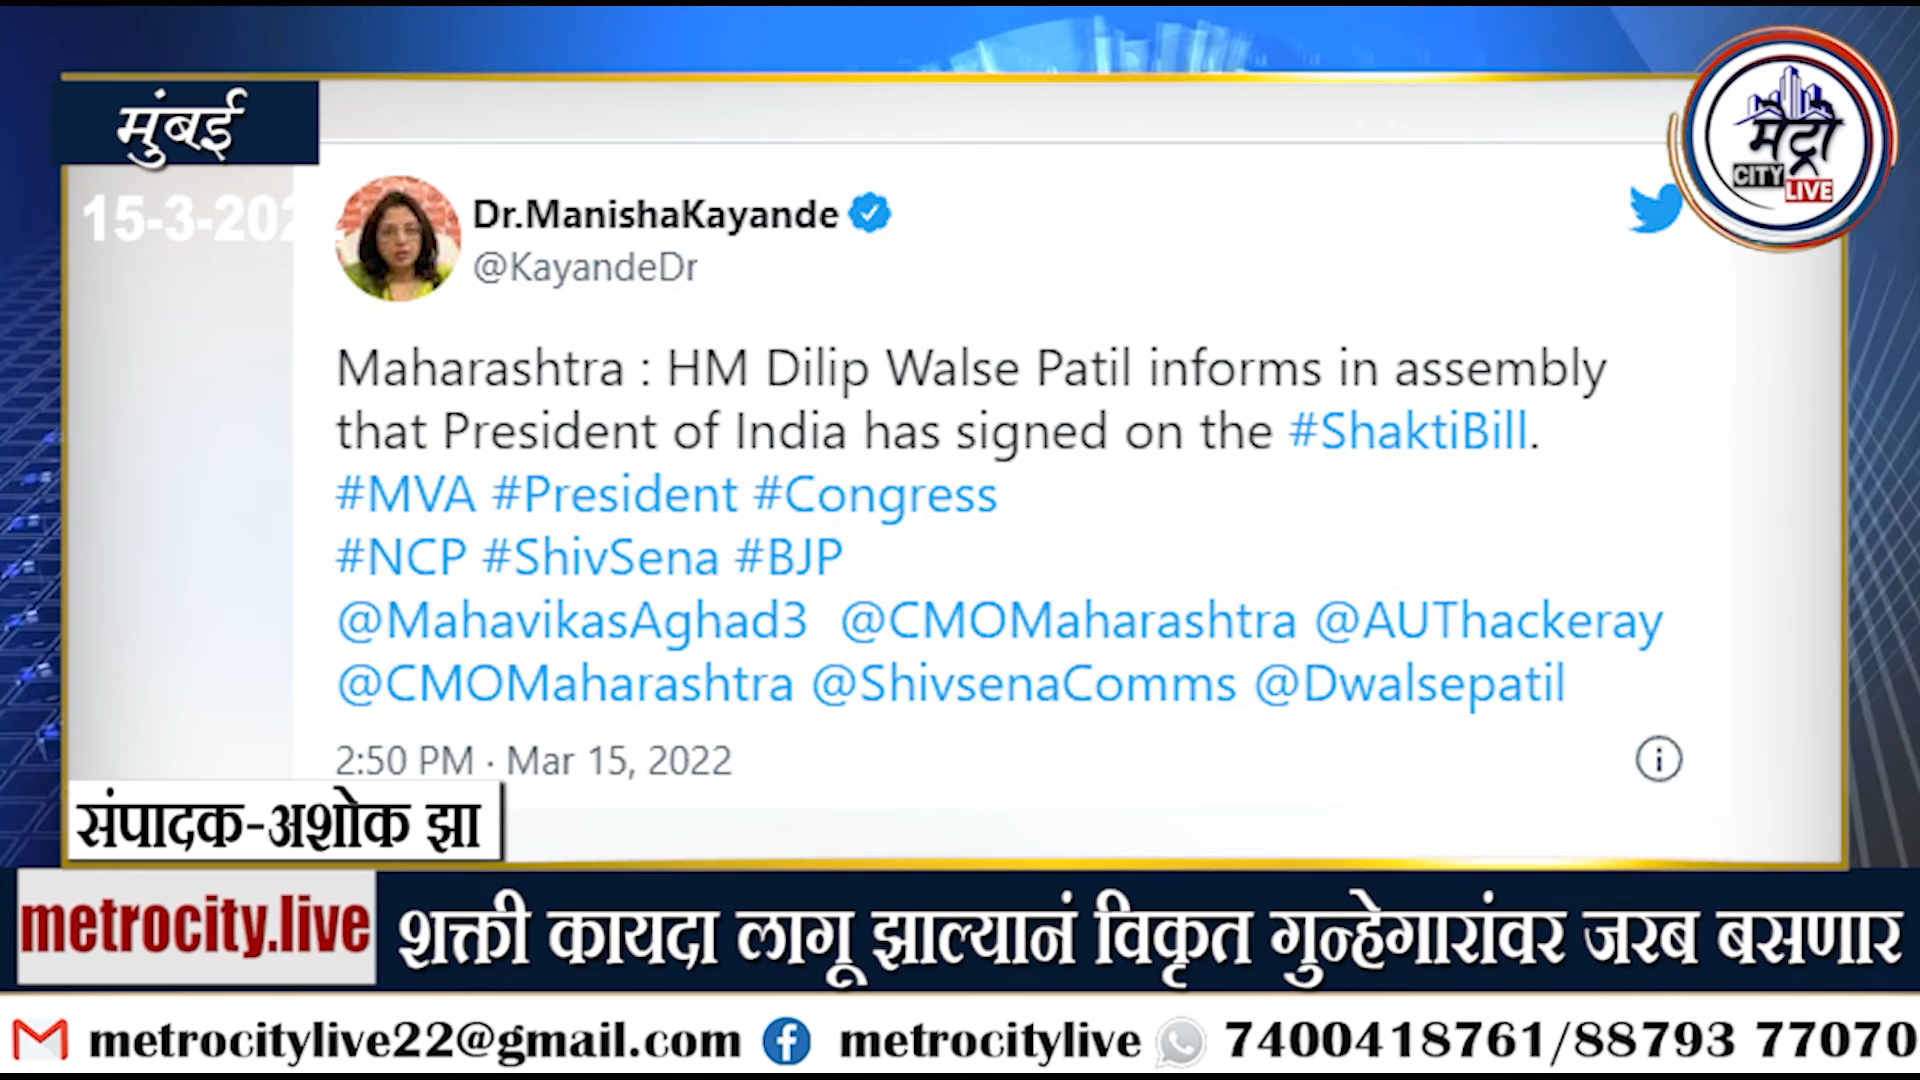 मुंबई
मेट्रो
CITY
LIVE
15-3-202
Dr.ManishaKayande
@KayandeDr
Maharashtra : HM Dilip Walse Patil informs in assembly
that President of India has signed on the #ShaktiBill.
#MVA #President #Congress
#NCP #ShivSena #BJP
@MahavikasAghad3 @CMOMaharashtra @AUThackeray
@CMOMaharashtra @ShivsenaComms @Dwalsepatil
2:50 PM · Mar 15, 2022
संपादक-अशोक झा
metrocity.live
शक्ती कायदा लागू झाल्यानं विकृत गुन्हेगारांवर जरब बसणार
metrocitylive22@gmail.com metrocitylive 7400418761/88793 77070